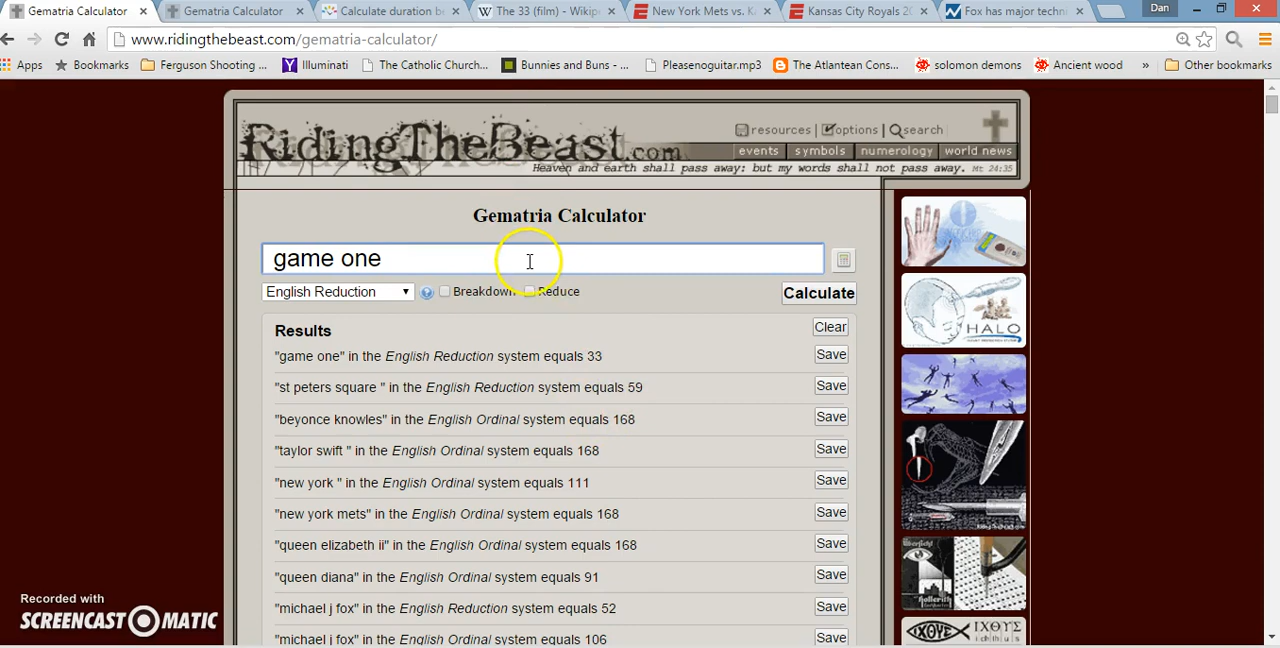 Gematria Calculator
Gematria Calculator
Calculate duration be
The 33 (film) - Wikip
New York Mets vs. K
Kansas City Royals 20
Fox has major techni
Dan
www.ridingthebeast.com/gematria-calculator/
Apps
Bookmarks
Ferguson Shooting ...
Illuminati
The Catholic Church...
Bunnies and Buns - ...
Pleasenoguitar.mp3
The Atlantean Cons...
solomon demons
Ancient wood
»
Other bookmarks
RidingTheBeast.com
resources | options | search
events
symbols
numerology
world news
Heaven and earth shall pass away: but my words shall not pass away. Mt 24:35
Gematria Calculator
game one
English Reduction
Breakdown
Reduce
Calculate
Results
Clear
"game one" in the English Reduction system equals 33
Save
"st peters square " in the English Reduction system equals 59
Save
"beyonce knowles" in the English Ordinal system equals 168
Save
"taylor swift " in the English Ordinal system equals 168
Save
"new york " in the English Ordinal system equals 111
Save
"new york mets" in the English Ordinal system equals 168
Save
"queen elizabeth ii" in the English Ordinal system equals 168
Save
"queen diana" in the English Ordinal system equals 91
Save
"michael j fox" in the English Reduction system equals 52
Save
"michael j fox" in the English Ordinal system equals 106
Save
HALO
ΙΧΘΥΣ
Recorded with
SCREENCAST-O-MATIC